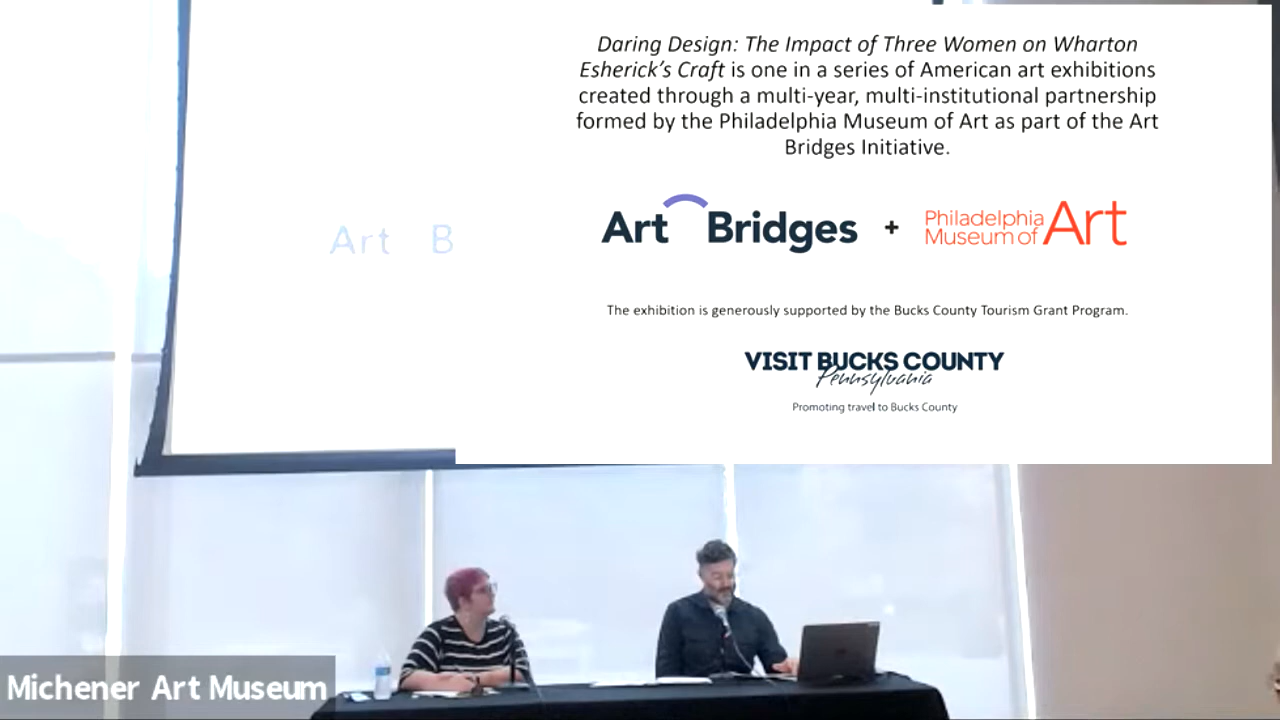 Daring Design: The Impact of Three Women on Wharton
Esherick's Craft is one in a series of American art exhibitions
created through a multi-year, multi-institutional partnership
formed by the Philadelphia Museum of Art as part of the Art
Bridges Initiative.
Art B
Art Bridges + Philadelphia Museum of Art
The exhibition is generously supported by the Bucks County Tourism Grant Program.
VISIT BUCKS COUNTY
Pennsylvania
Promoting travel to Bucks County
Michener Art Museum